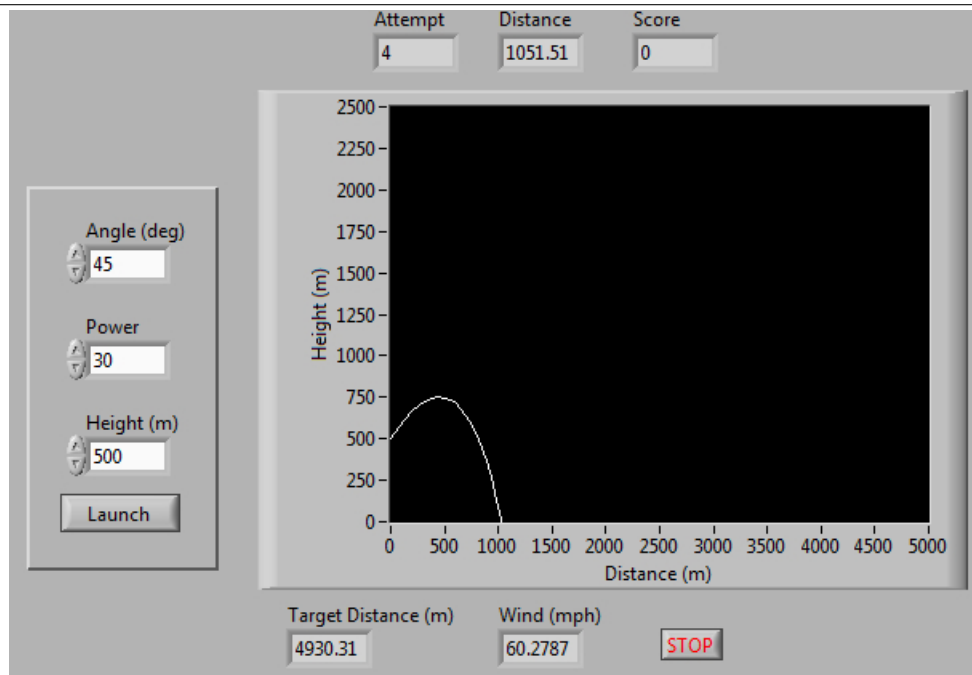 Attempt Distance Score
4 1051.51 0
Angle (deg)
45
Power
30
Height (m)
500
Launch
Height (m)
2500
2250
2000
1750
1500
1250
1000
750
500
250
0
0 500 1000 1500 2000 2500 3000 3500 4000 4500 5000
Distance (m)
Target Distance (m) Wind (mph)
4930.31 60.2787 STOP